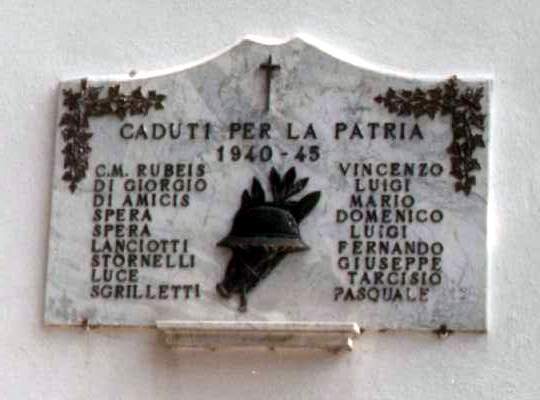 CADUTI PER LA PATRIA
1940-45
C.M. RUBEIS VINCENZO
DI GIORGIO LUIGI
DI AMICIS MARIO
SPERA DOMENICO
SPERA LUIGI
LANCIOTTI FERNANDO
STORNELLI GIUSEPPE
LUCE TARCISIO
SGRILLETTI PASQUALE